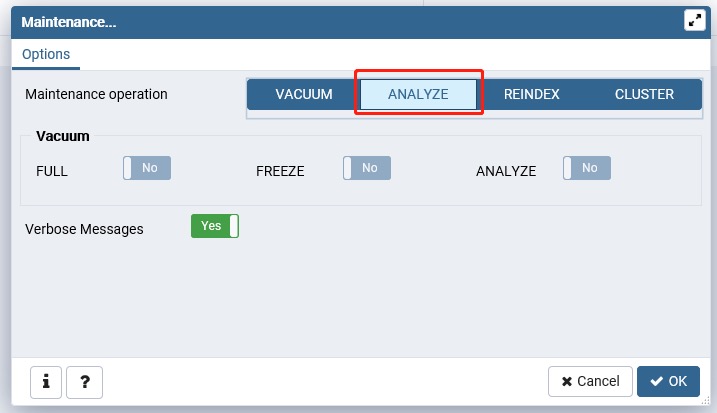 Maintenance...
Options
Maintenance operation VACUUM ANALYZE REINDEX CLUSTER
Vacuum
FULL No FREEZE No ANALYZE No
Verbose Messages Yes
i ? Cancel OK